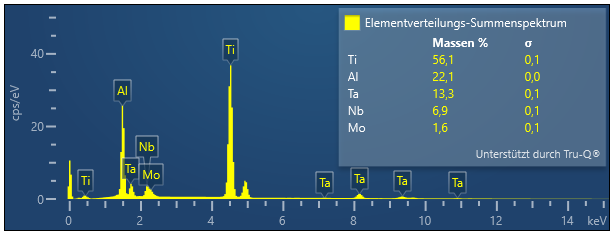 Elementverteilungs-Summenspektrum
Massen % σ
Ti 56,1 0,1
Al 22,1 0,0
Ta 13,3 0,1
Nb 6,9 0,1
Mo 1,6 0,1
Unterstützt durch Tru-Q®
cps/eV
40
20
0
Ti
Al
Ta
Nb
Mo
Ti
Ta
Ta
Ta
Ta
0 2 4 6 8 10 12 14 keV